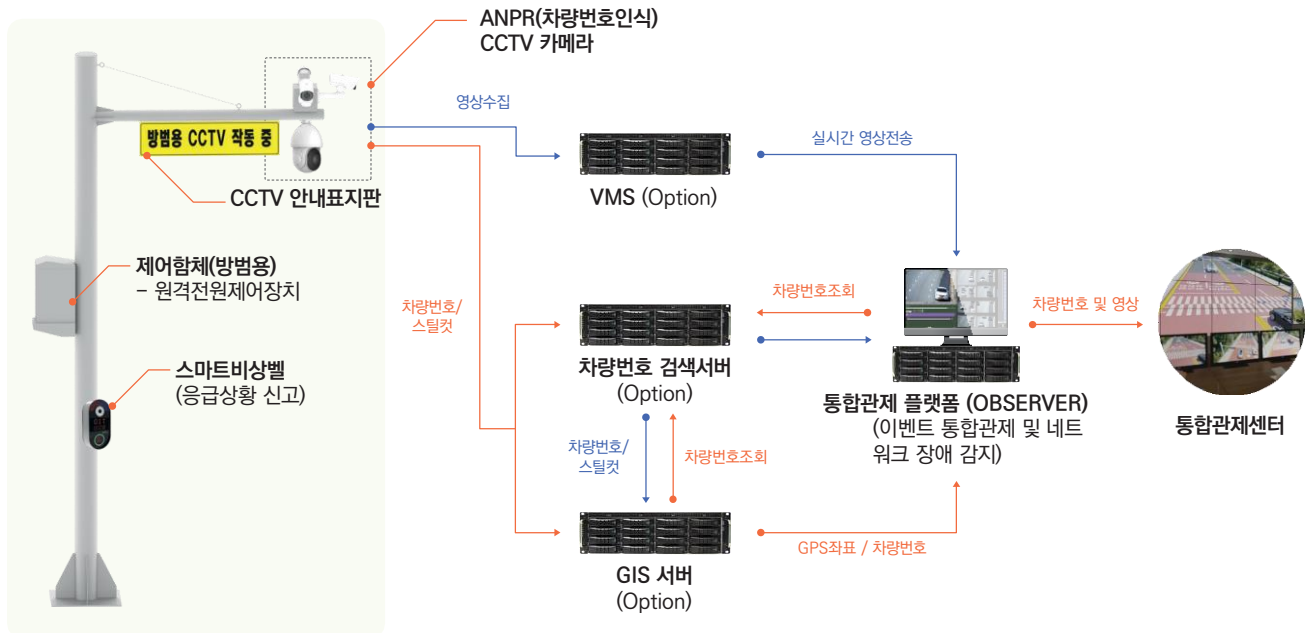 ANPR(차량번호인식)
CCTV 카메라
방범용 CCTV 작동 중
CCTV 안내표지판
제어함체(방범용)
- 원격전원제어장치
스마트비상벨
(응급상황 신고)
영상수집
VMS (Option)
실시간 영상전송
차량번호/
스틸컷
차량번호 검색서버
(Option)
차량번호조회
차량번호/
스틸컷
차량번호조회
GIS 서버
(Option)
GPS좌표 / 차량번호
통합관제 플랫폼 (OBSERVER)
(이벤트 통합관제 및 네트
워크 장애 감지)
차량번호 및 영상
통합관제센터